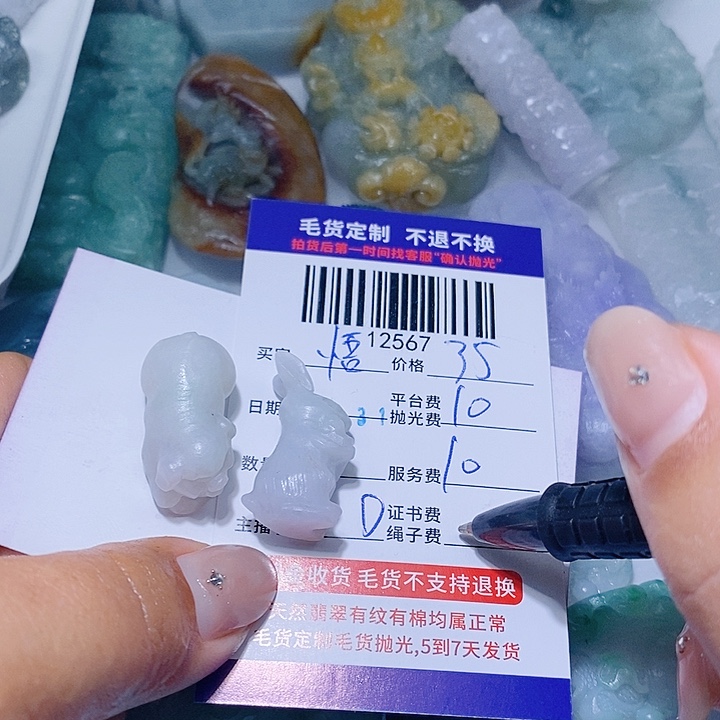 毛货定制 不退不换
拍货后第一时间找客服"确认抛光"
12567
买家 悟 价格 35
日期 31 平台费 抛光费 10
数量 服务费 10
主播 D 证书费 绳子费
收货 毛货不支持退换
天然翡翠有纹有棉均属正常
毛货定制毛货抛光,5到7天发货